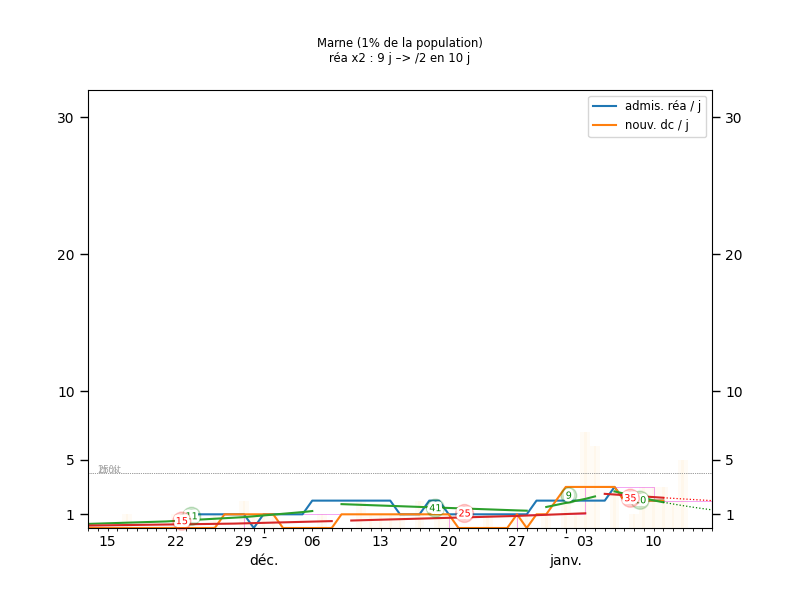 Marne (1% de la population)
réa x2 : 9 j –> /2 en 10 j
admis. réa / j
nouv. dc / j
30 30
20 20
10 10
5 5
1 1
15 25 41 9 35
15 22 29 - 06 13 20 27 - 03 10
déc. janv.